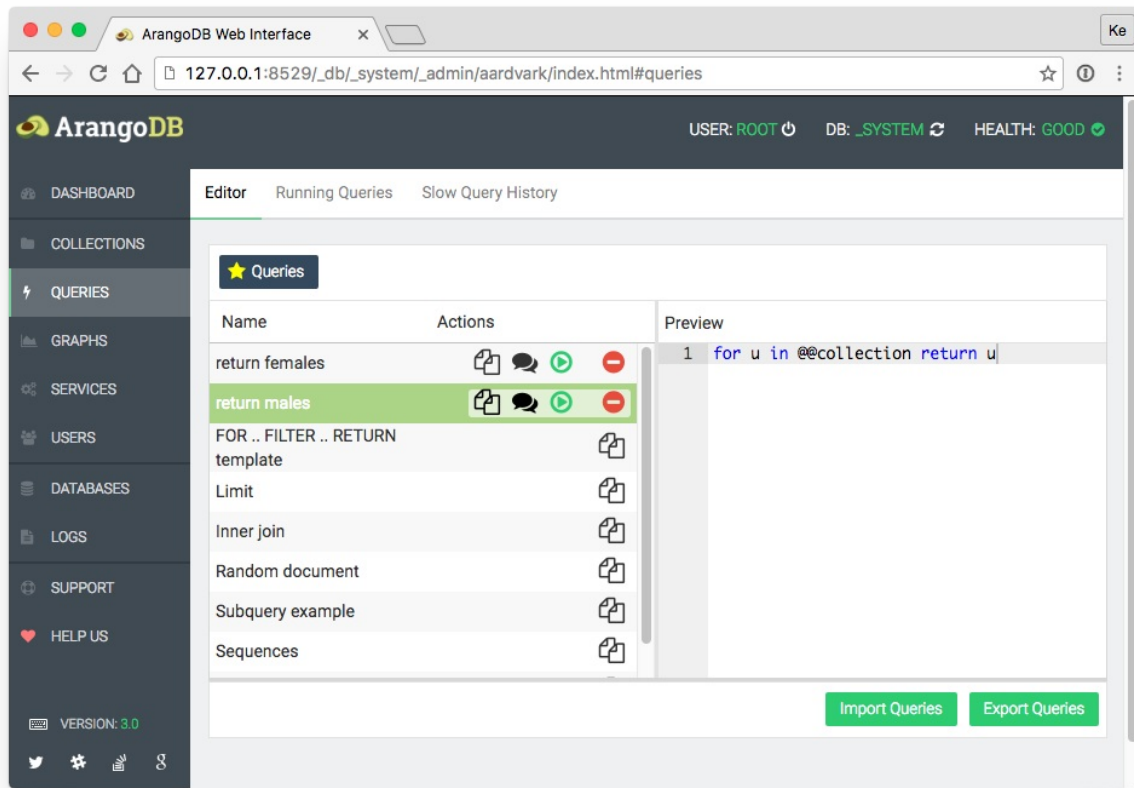 ArangoDB Web Interface
Ke
127.0.0.1:8529/_db/_system/_admin/aardvark/index.html#queries
ArangoDB
USER: ROOT DB: _SYSTEM HEALTH: GOOD
DASHBOARD
COLLECTIONS
QUERIES
GRAPHS
SERVICES
USERS
DATABASES
LOGS
SUPPORT
HELP US
VERSION: 3.0
Editor Running Queries Slow Query History
Queries
Name Actions
return females
return males
FOR .. FILTER .. RETURN
template
Limit
Inner join
Random document
Subquery example
Sequences
Preview
1 for u in @@collection return u
Import Queries Export Queries